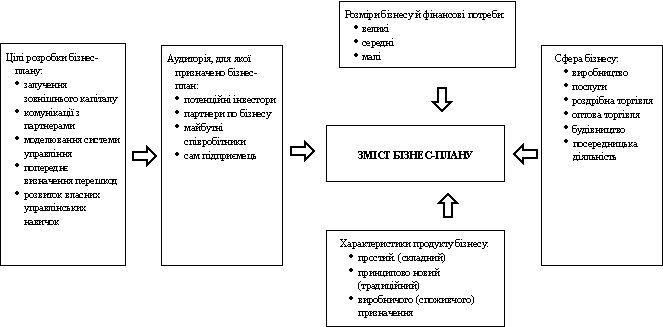 Цілі розробки бізнес-
плану:
• залучення
зовнішнього капіталу
• комунікації з
партнерами
• моделювання системи
управління
• попереднє
визначення перешкод
• розвиток власних
управлінських
навичок
Аудиторія, для якої
призначено бізнес-
план:
• потенційні інвестори
• партнери по бізнесу
• майбутні
співробітники
• сам підприємець
Розміри бізнесу й фінансові потреби:
• великі
• середні
• малі
ЗМІСТ БІЗНЕС-ПЛАНУ
Характеристики продукту бізнесу:
• простий (складний)
• принципово новий
(традиційний)
• виробничого (споживчого)
призначення
Сфера бізнесу:
• виробництво
• послуги
• роздрібна торгівля
• оптова торгівля
• будівництво
• посередницька
діяльність